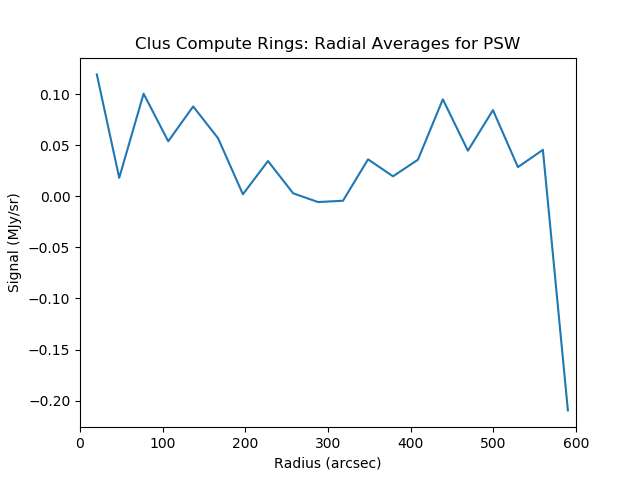 Clus Compute Rings: Radial Averages for PSW
Signal (MJy/sr)
0.10
0.05
0.00
−0.05
−0.10
−0.15
−0.20
0 100 200 300 400 500 600
Radius (arcsec)